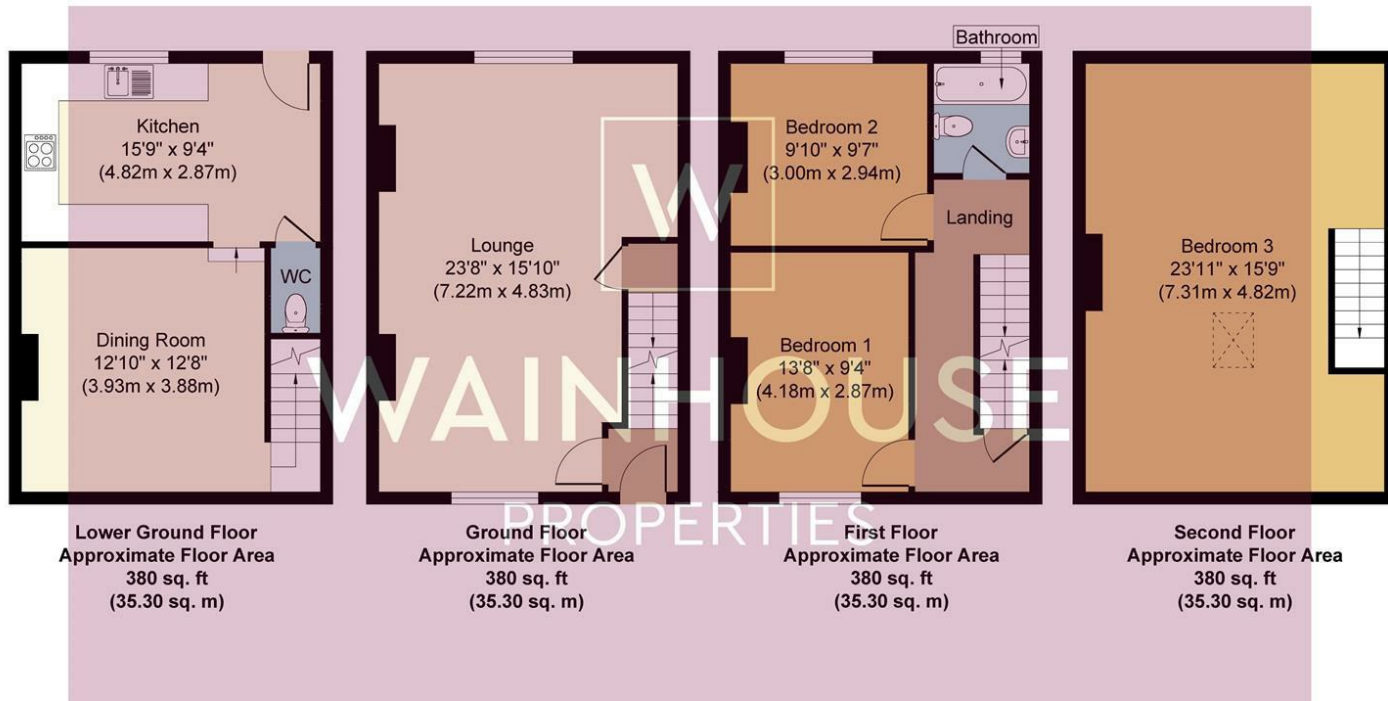 Bathroom
Kitchen
15'9" x 9'4"
(4.82m x 2.87m)
WC
Dining Room
12'10" x 12'8"
(3.93m x 3.88m)
Lower Ground Floor
Approximate Floor Area
380 sq. ft
(35.30 sq. m)
Lounge
23'8" x 15'10"
(7.22m x 4.83m)
Ground Floor
Approximate Floor Area
380 sq. ft
(35.30 sq. m)
Bedroom 2
9'10" x 9'7"
(3.00m x 2.94m)
Landing
Bedroom 1
13'8" x 9'4"
(4.18m x 2.87m)
First Floor
Approximate Floor Area
380 sq. ft
(35.30 sq. m)
Bedroom 3
23'11" x 15'9"
(7.31m x 4.82m)
Second Floor
Approximate Floor Area
380 sq. ft
(35.30 sq. m)
W
WAINHOUSE
PROPERTIES